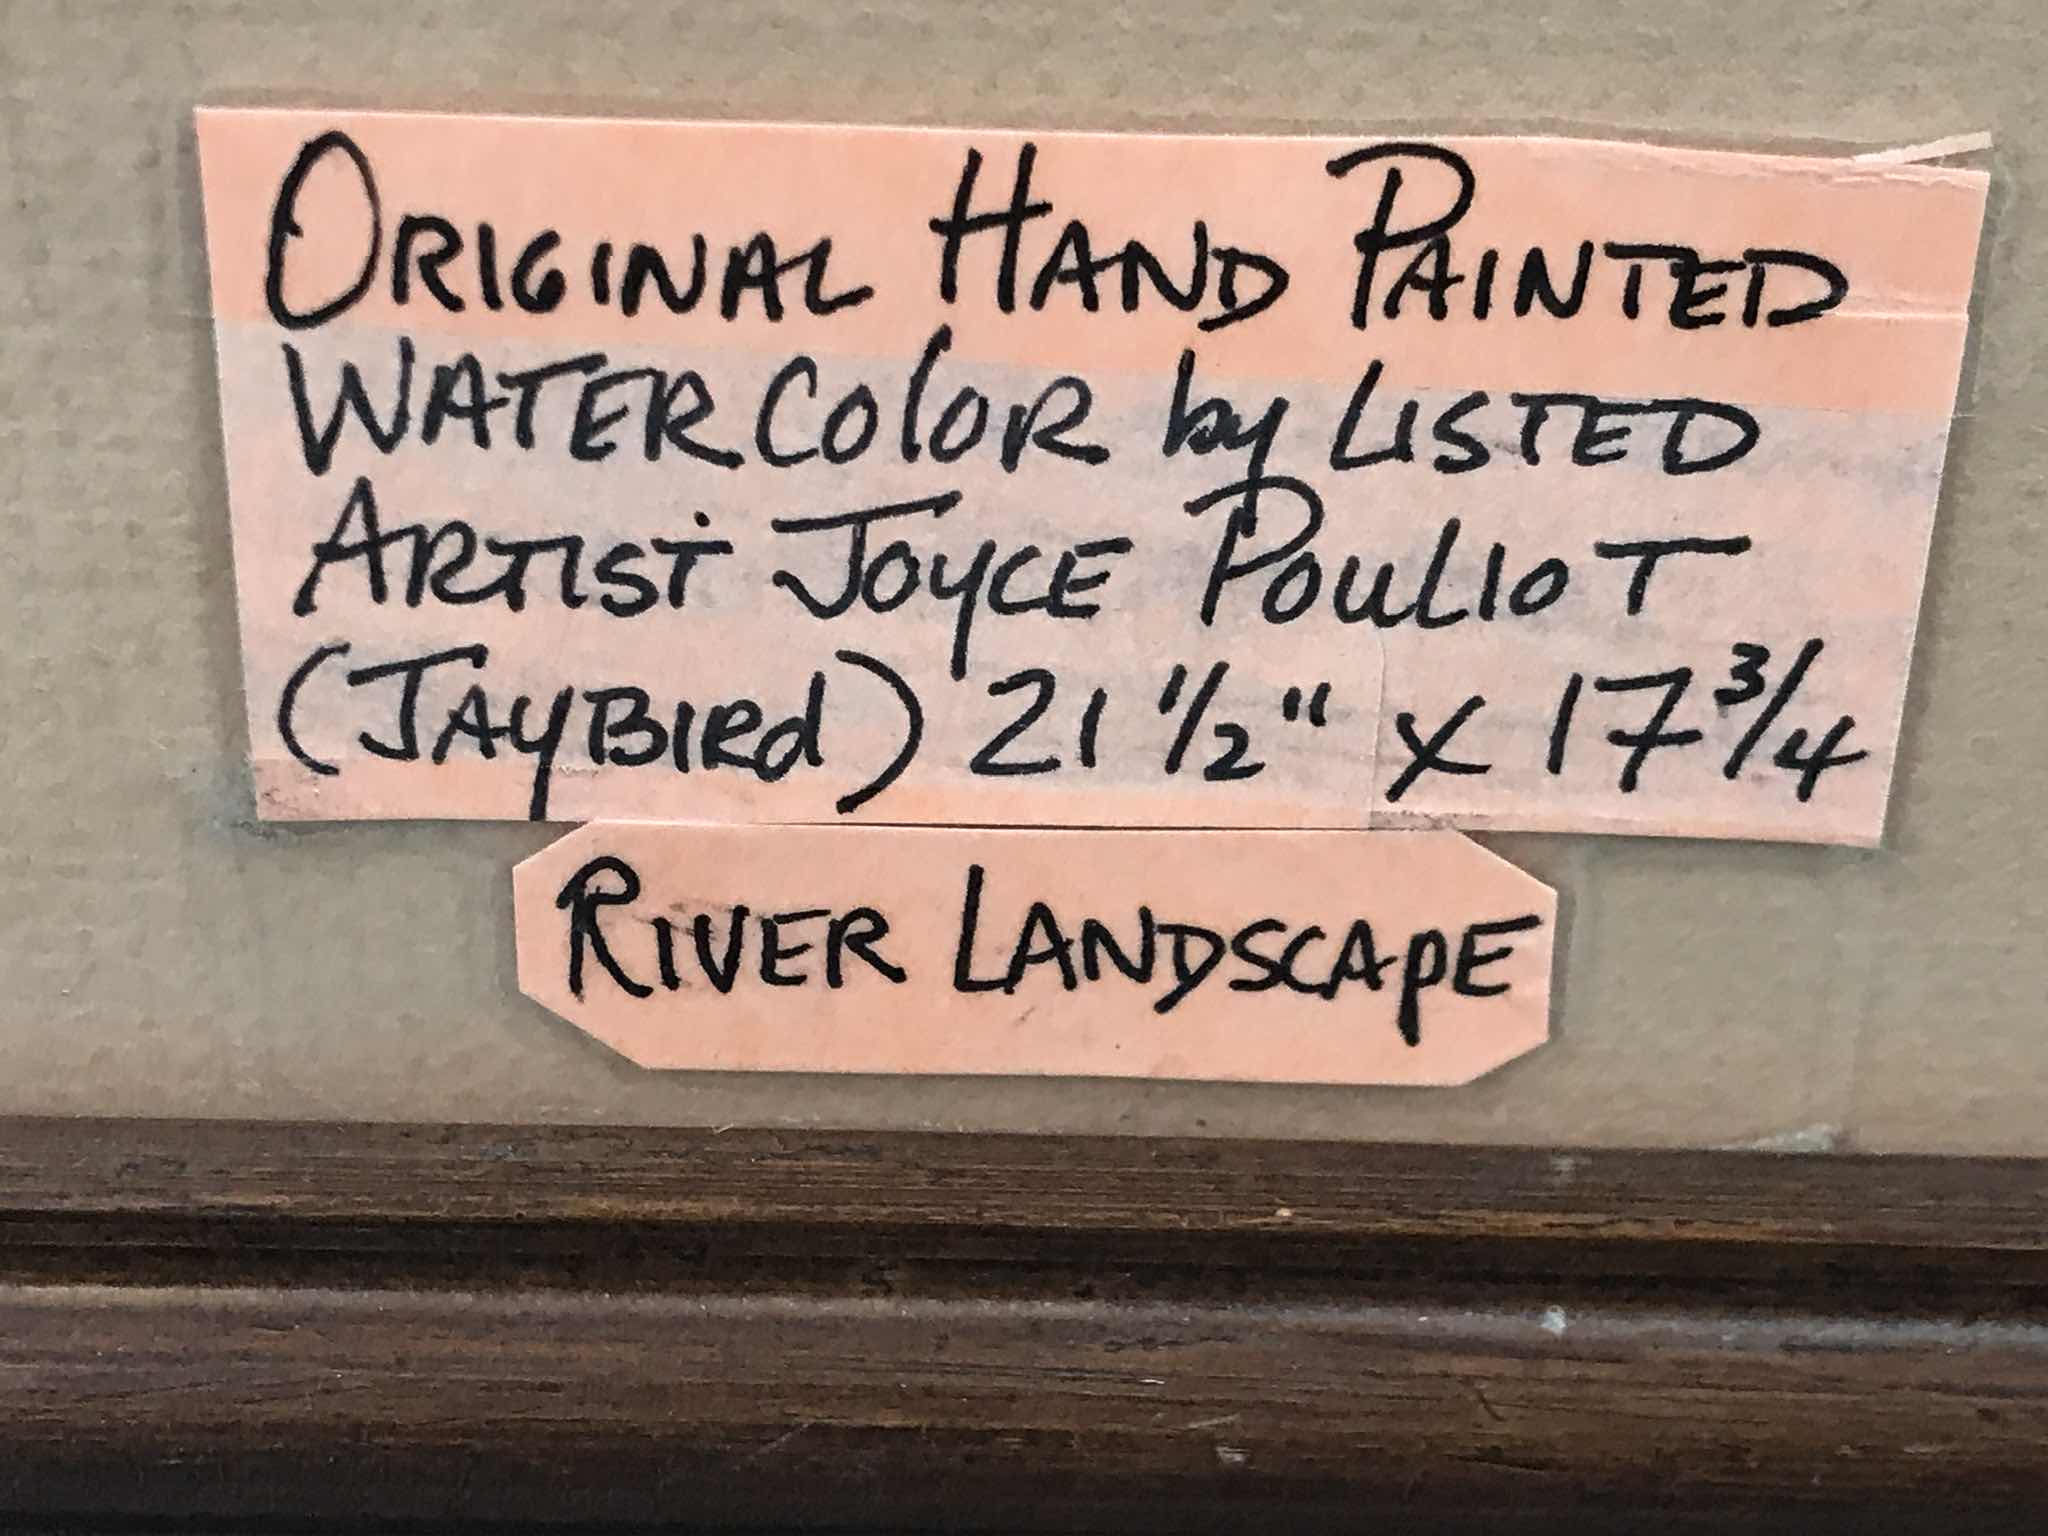 ORIGINAL HAND PAINTED
WATERCOlOR by LISTED
ARTIST JOYCE POULIOT
(JAYBIRd) 21 1/2" x 17 3/4
RIVER LANDSCApE